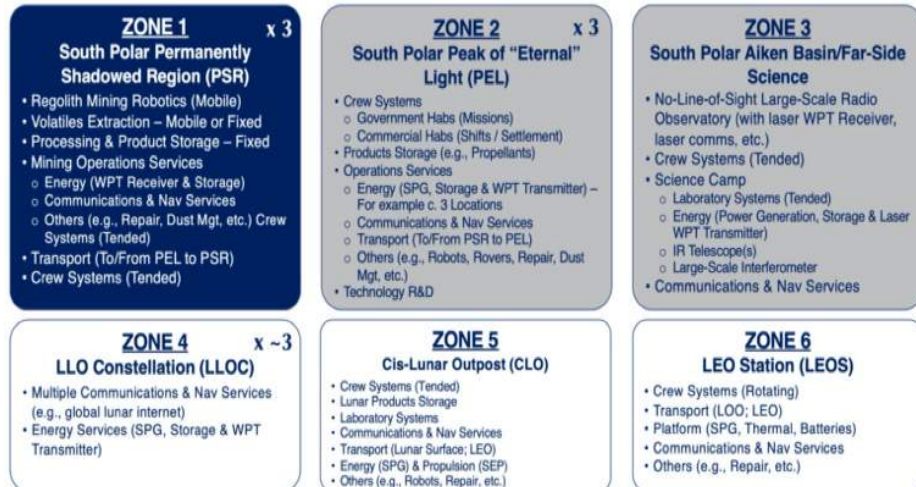 ZONE 1 x 3
South Polar Permanently
Shadowed Region (PSR)
• Regolith Mining Robotics (Mobile)
• Volatiles Extraction – Mobile or Fixed
• Processing & Product Storage – Fixed
• Mining Operations Services
o Energy (WPT Receiver & Storage)
o Communications & Nav Services
o Others (e.g., Repair, Dust Mgt, etc.) Crew
Systems (Tended)
• Transport (To/From PEL to PSR)
• Crew Systems (Tended)
ZONE 2 x 3
South Polar Peak of “Eternal”
Light (PEL)
• Crew Systems
o Government Habs (Missions)
o Commercial Habs (Shifts / Settlement)
• Products Storage (e.g., Propellants)
• Operations Services
o Energy (SPG, Storage & WPT Transmitter) –
For example c. 3 Locations
o Communications & Nav Services
o Transport (To/From PSR to PEL)
o Others (e.g., Robots, Rovers, Repair, Dust
Mgt, etc.)
• Technology R&D
ZONE 3
South Polar Aiken Basin/Far-Side
Science
• No-Line-of-Sight Large-Scale Radio
Observatory (with laser WPT Receiver,
laser comms, etc.)
• Crew Systems (Tended)
• Science Camp
o Laboratory Systems (Tended)
o Energy (Power Generation, Storage & Laser
WPT Transmitter)
o IR Telescope(s)
o Large-Scale Interferometer
• Communications & Nav Services
ZONE 4 x ~3
LLO Constellation (LLOC)
• Multiple Communications & Nav Services
(e.g., global lunar internet)
• Energy Services (SPG, Storage & WPT
Transmitter)
ZONE 5
Cis-Lunar Outpost (CLO)
• Crew Systems (Tended)
• Lunar Products Storage
• Laboratory Systems
• Communications & Nav Services
• Transport (Lunar Surface; LEO)
• Energy (SPG) & Propulsion (SEP)
• Others (e.g., Robots, Repair, etc.)
ZONE 6
LEO Station (LEOS)
• Crew Systems (Rotating)
• Transport (LOO; LEO)
• Platform (SPG, Thermal, Batteries)
• Communications & Nav Services
• Others (e.g., Repair, etc.)